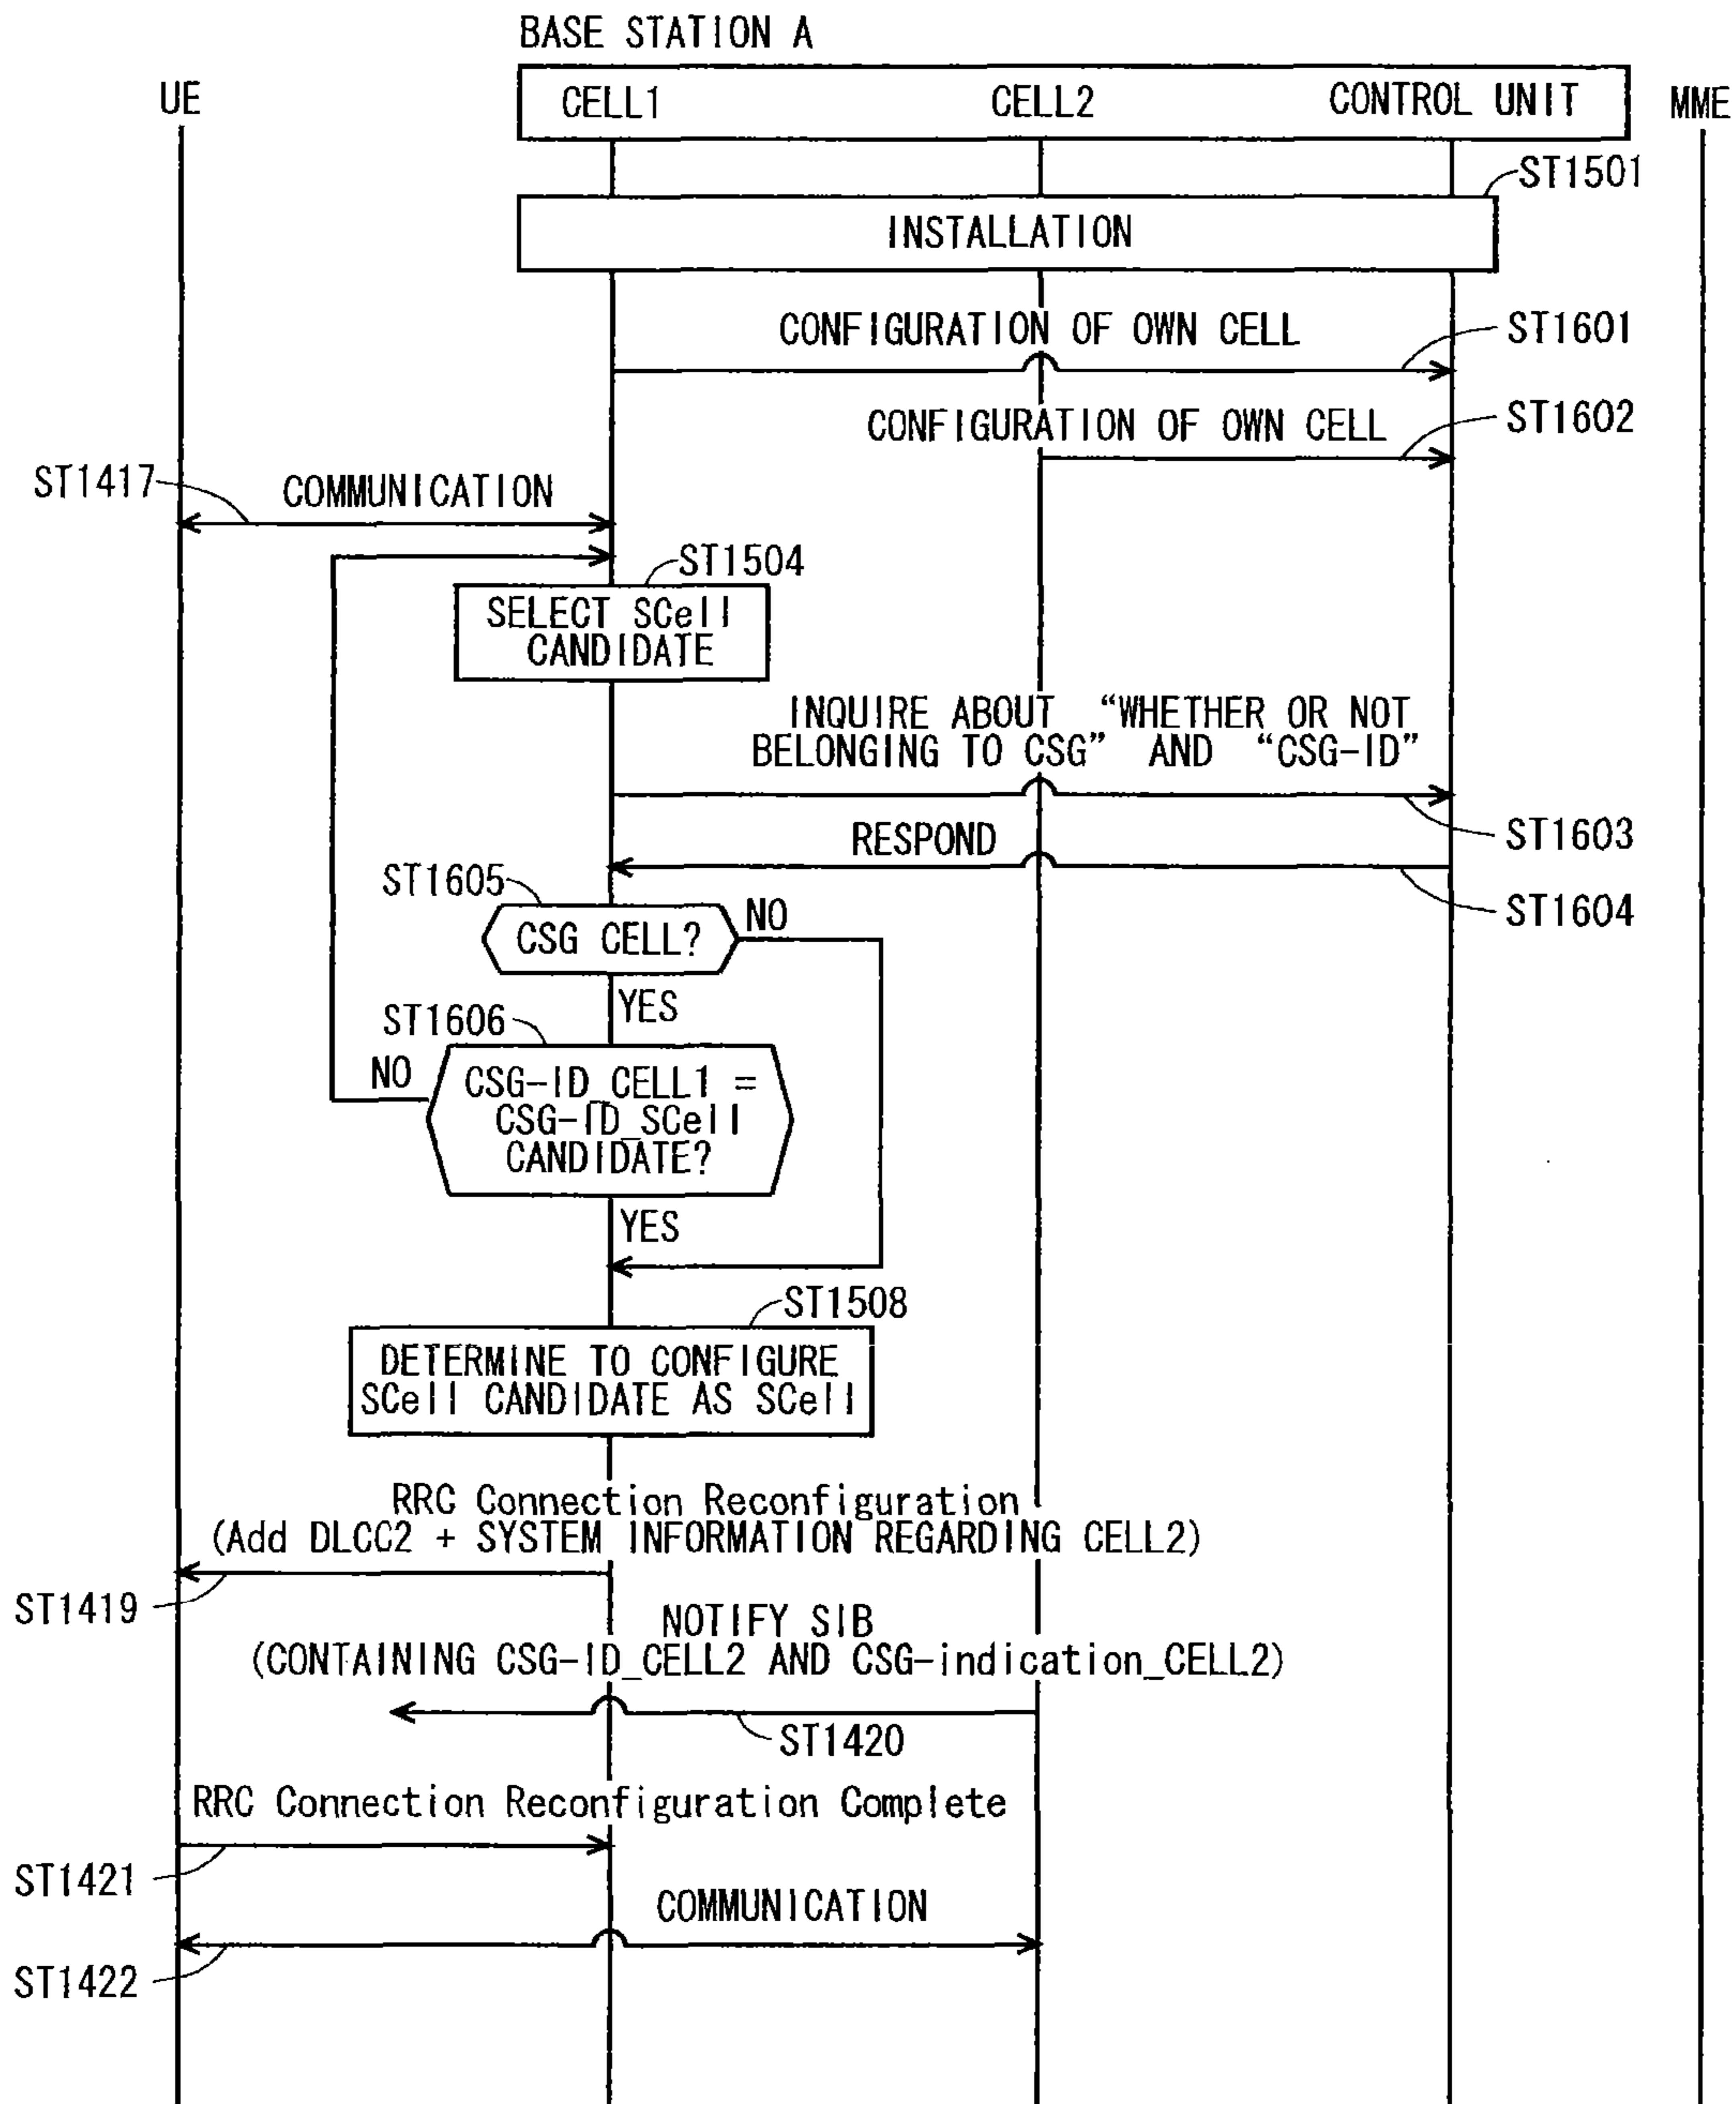 BASE STATION A
UE
CELL1
CELL2
CONTROL UNIT
MME
ST1501
INSTALLATION
CONFIGURATION OF OWN CELL
ST1601
CONFIGURATION OF OWN CELL
ST1602
ST1417
COMMUNICATION
ST1504
SELECT SCell
CANDIDATE
INQUIRE ABOUT “WHETHER OR NOT
BELONGING TO CSG” AND “CSG-ID”
ST1603
RESPOND
ST1604
ST1605
CSG CELL?
NO
YES
ST1606
NO
CSG-ID_CELL1 =
CSG-ID_SCell
CANDIDATE?
YES
ST1508
DETERMINE TO CONFIGURE
SCell CANDIDATE AS SCell
RRC Connection Reconfiguration
(Add DLCC2 + SYSTEM INFORMATION REGARDING CELL2)
ST1419
NOTIFY SIB
(CONTAINING CSG-ID_CELL2 AND CSG-indication_CELL2)
ST1420
RRC Connection Reconfiguration Complete
ST1421
COMMUNICATION
ST1422